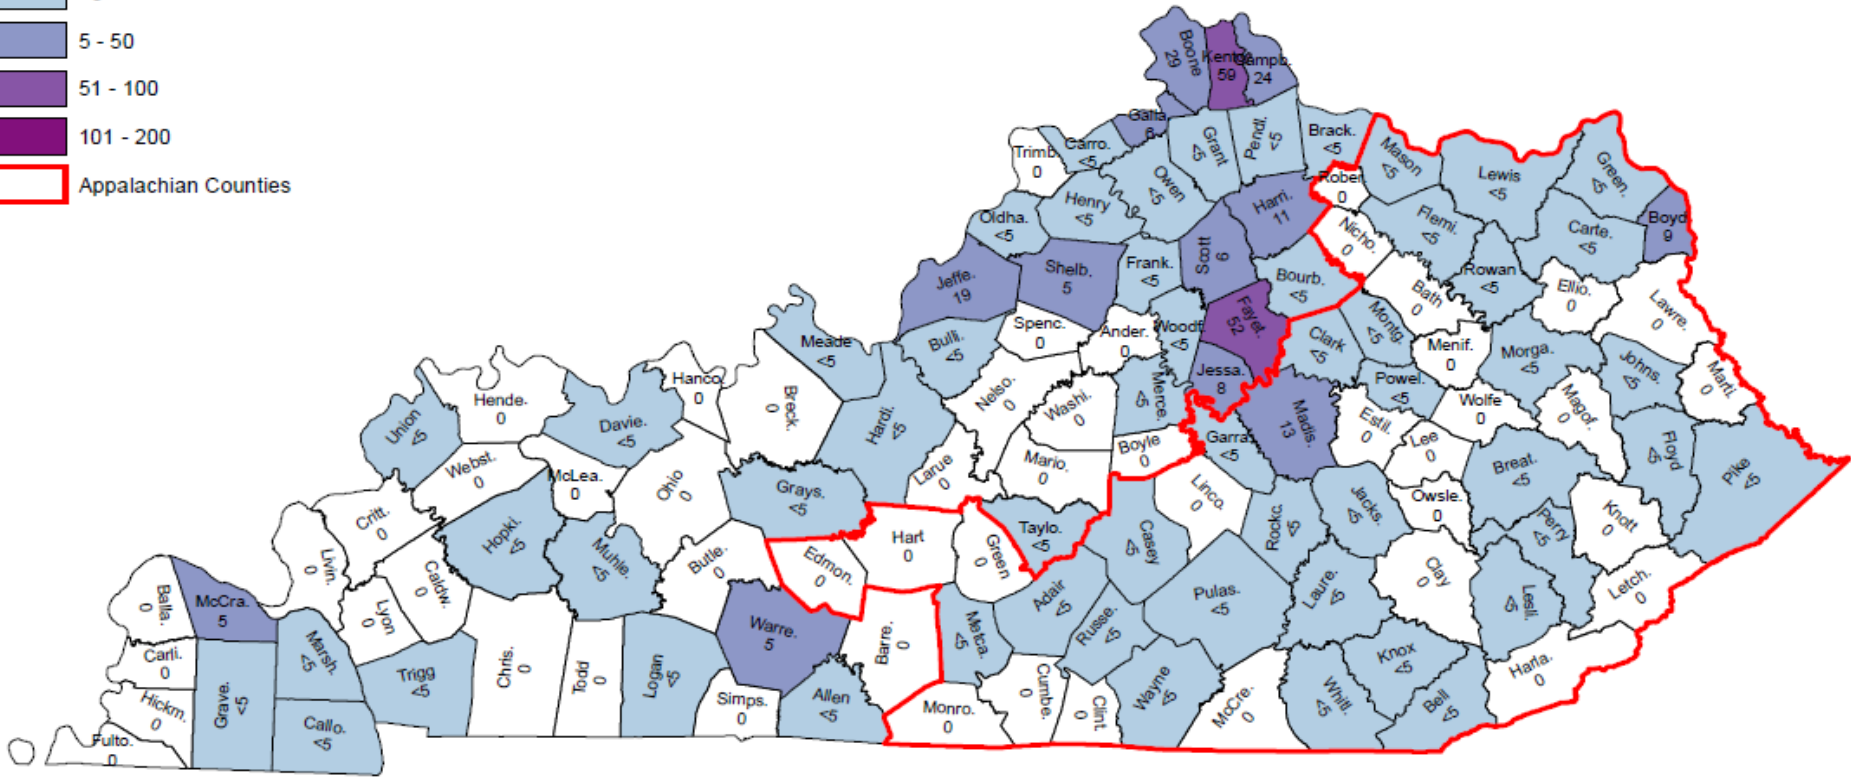 5 - 50
51 - 100
101 - 200
Appalachian Counties
Boone
29
Kento
59
Campb.
24
Galla.
6
Grant
<5
Pendl.
<5
Brack.
<5
Mason
<5
Lewis
<5
Green.
<5
Trimb
0
Carro.
<5
Owen
<5
Rober
0
Henry
<5
Harri.
11
Flemi.
<5
Carte.
<5
Boyd
9
Oldha.
<5
Nicho.
0
Scott
6
Rowan
<5
Jeffe.
19
Shelb.
5
Frank.
<5
Bourb.
<5
Bath
0
Ellio.
0
Lawre.
0
Meade
<5
Bulli.
<5
Spenc.
0
Ander.
0
Woodf
<5
Fayet.
52
Clark
<5
Montg.
<5
Menif.
0
Morga.
<5
Johns.
<5
Marti.
0
Jessa.
8
Powel.
<5
Hende.
0
Hanco.
0
Breck.
0
Nelso.
0
Washi.
0
Merce.
<5
Madis.
13
Estil.
0
Wolfe
0
Magof.
0
Union
<5
Davie.
<5
Hardi.
<5
Boyle
0
Garra
<5
Lee
0
Floyd
<5
Pike
<5
Webst.
0
McLea.
0
Ohio
0
Grays.
<5
Larue
0
Mario.
0
Linco.
0
Breat.
<5
Critt.
0
Hopki.
<5
Taylo.
<5
Casey
<5
Rockc.
<5
Jacks.
<5
Owsle.
0
Perry
<5
Knott
0
Livin.
0
Caldw.
0
Muhle.
<5
Butle.
0
Edmon.
0
Hart
0
Green
0
Balla.
0
McCra.
5
Lyon
0
Warre.
5
Barre.
0
Metca.
<5
Adair
<5
Russe.
<5
Pulas.
<5
Laure.
<5
Clay
0
Lesli.
<5
Letch.
0
Carli.
0
Marsh.
<5
Trigg
<5
Chris.
0
Todd
0
Logan
<5
Simps.
0
Allen
<5
Knox
<5
Harla.
0
Hickm.
0
Grave.
<5
Callo.
<5
Monro.
0
Cumbe.
0
Clint.
0
Wayne
<5
McCre.
0
Whitl.
<5
Bell
<5
Fulto.
0